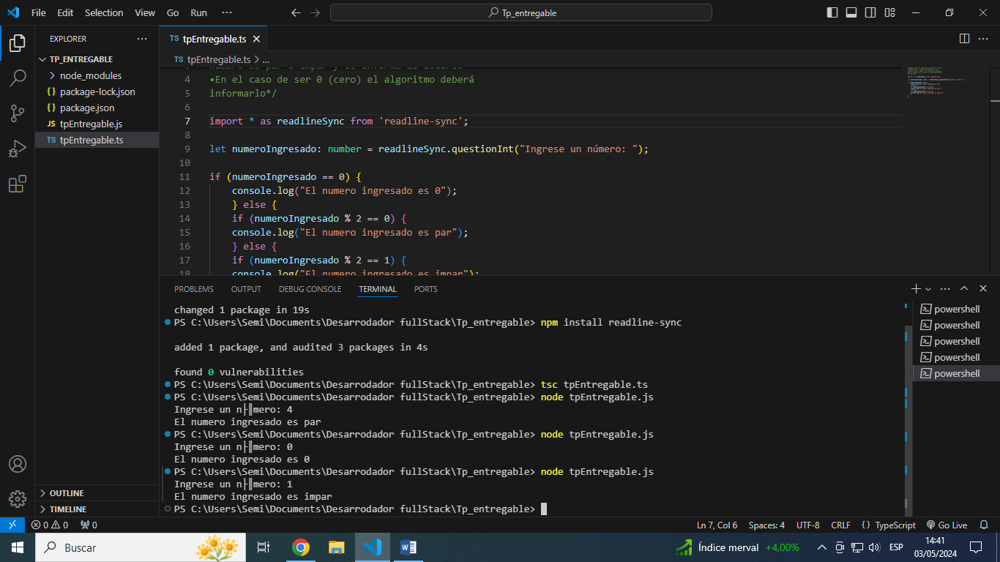 File Edit Selection View Go Run ··· Tp_entregable
EXPLORER ···
TP_ENTREGABLE
node_modules
{} package-lock.json
{} package.json
JS tpEntregable.js
TS tpEntregable.ts
OUTLINE
TIMELINE
TS tpEntregable.ts
TS tpEntregable.ts > ...
4 •En el caso de ser 0 (cero) el algoritmo deberá
5 informarlo*/
6
7 import * as readlineSync from 'readline-sync';
8
9 let numeroIngresado: number = readlineSync.questionInt("Ingrese un número: ");
10
11 if (numeroIngresado == 0) {
12 console.log("El numero ingresado es 0");
13 } else {
14 if (numeroIngresado % 2 == 0) {
15 console.log("El numero ingresado es par");
16 } else {
17 if (numeroIngresado % 2 == 1) {
18 console.log("El numero ingresado es impar");
PROBLEMS OUTPUT DEBUG CONSOLE TERMINAL PORTS
changed 1 package in 19s
PS C:\Users\Semi\Documents\Desarrodador fullStack\Tp_entregable> npm install readline-sync
added 1 package, and audited 3 packages in 4s
found 0 vulnerabilities
PS C:\Users\Semi\Documents\Desarrodador fullStack\Tp_entregable> tsc tpEntregable.ts
PS C:\Users\Semi\Documents\Desarrodador fullStack\Tp_entregable> node tpEntregable.js
Ingrese un n├║mero: 4
El numero ingresado es par
PS C:\Users\Semi\Documents\Desarrodador fullStack\Tp_entregable> node tpEntregable.js
Ingrese un n├║mero: 0
El numero ingresado es 0
PS C:\Users\Semi\Documents\Desarrodador fullStack\Tp_entregable> node tpEntregable.js
Ingrese un n├║mero: 1
El numero ingresado es impar
PS C:\Users\Semi\Documents\Desarrodador fullStack\Tp_entregable>
powershell
powershell
powershell
powershell
powershell
0 0 0 Ln 7, Col 6 Spaces: 4 UTF-8 CRLF {} TypeScript Go Live
Buscar Índice merval +4,00% ESP 14:41
03/05/2024